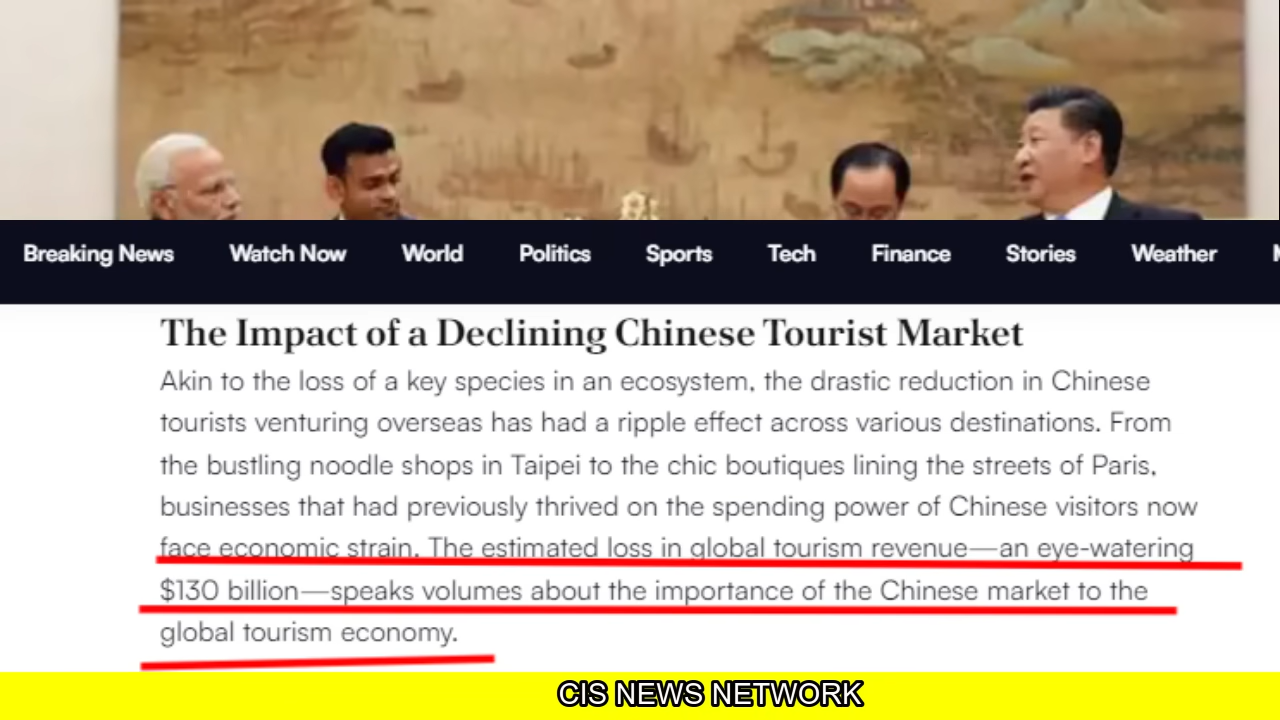 Breaking News Watch Now World Politics Sports Tech Finance Stories Weather
The Impact of a Declining Chinese Tourist Market
Akin to the loss of a key species in an ecosystem, the drastic reduction in Chinese
tourists venturing overseas has had a ripple effect across various destinations. From
the bustling noodle shops in Taipei to the chic boutiques lining the streets of Paris,
businesses that had previously thrived on the spending power of Chinese visitors now
face economic strain. The estimated loss in global tourism revenue—an eye-watering
$130 billion—speaks volumes about the importance of the Chinese market to the
global tourism economy.
CIS NEWS NETWORK